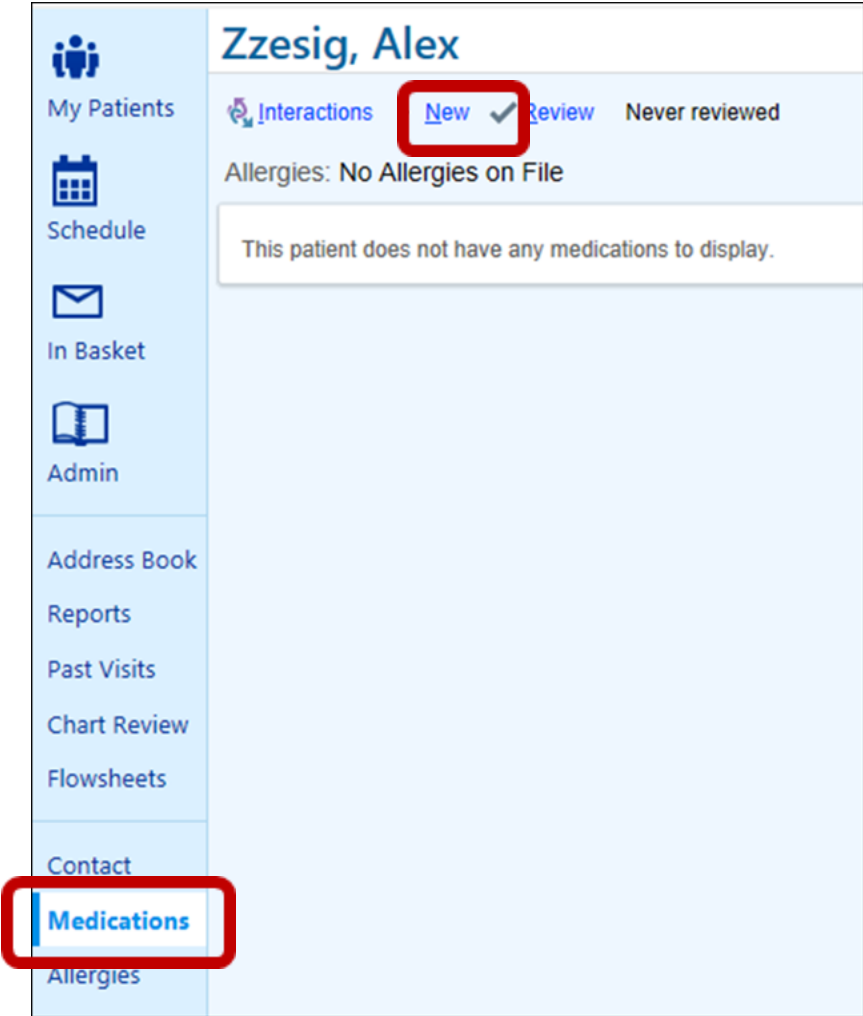 Zzesig, Alex
My Patients
Interactions New Review Never reviewed
Allergies: No Allergies on File
Schedule
This patient does not have any medications to display.
In Basket
Admin
Address Book
Reports
Past Visits
Chart Review
Flowsheets
Contact
Medications
Allergies